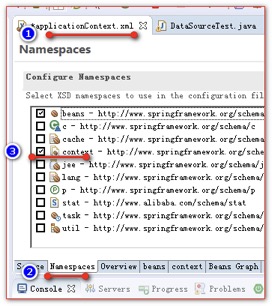 *applicationContext.xml DataSourceTest.java
1
Namespaces
Configure Namespaces
Select XSD namespaces to use in the configuration fil
beans - http://www.springframework.org/schema
c - http://www.springframework.org/schema/c
cache - http://www.springframework.org/schema
3
context - http://www.springframework.org/sche
jee - http://www.springframework.org/schema/j
lang - http://www.springframework.org/schema/
p - http://www.springframework.org/schema/p
stat - http://www.alibaba.com/schema/stat
task - http://www.springframework.org/schema/
util - http://www.springframework.org/schema/
Namespaces Overview beans context Beans Graph
2
Console Servers Progress Problems